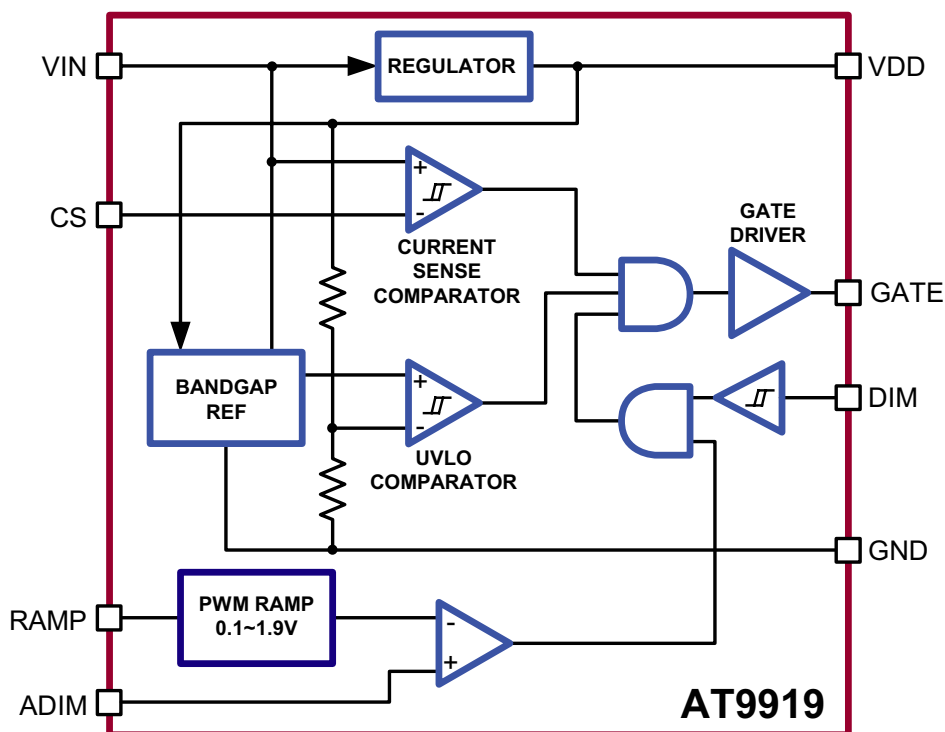 VIN
REGULATOR
VDD
+
-
CS
CURRENT
SENSE
COMPARATOR
GATE
DRIVER
GATE
BANDGAP
REF
+
-
UVLO
COMPARATOR
DIM
GND
RAMP
PWM RAMP
0.1~1.9V
-
+
ADIM
AT9919